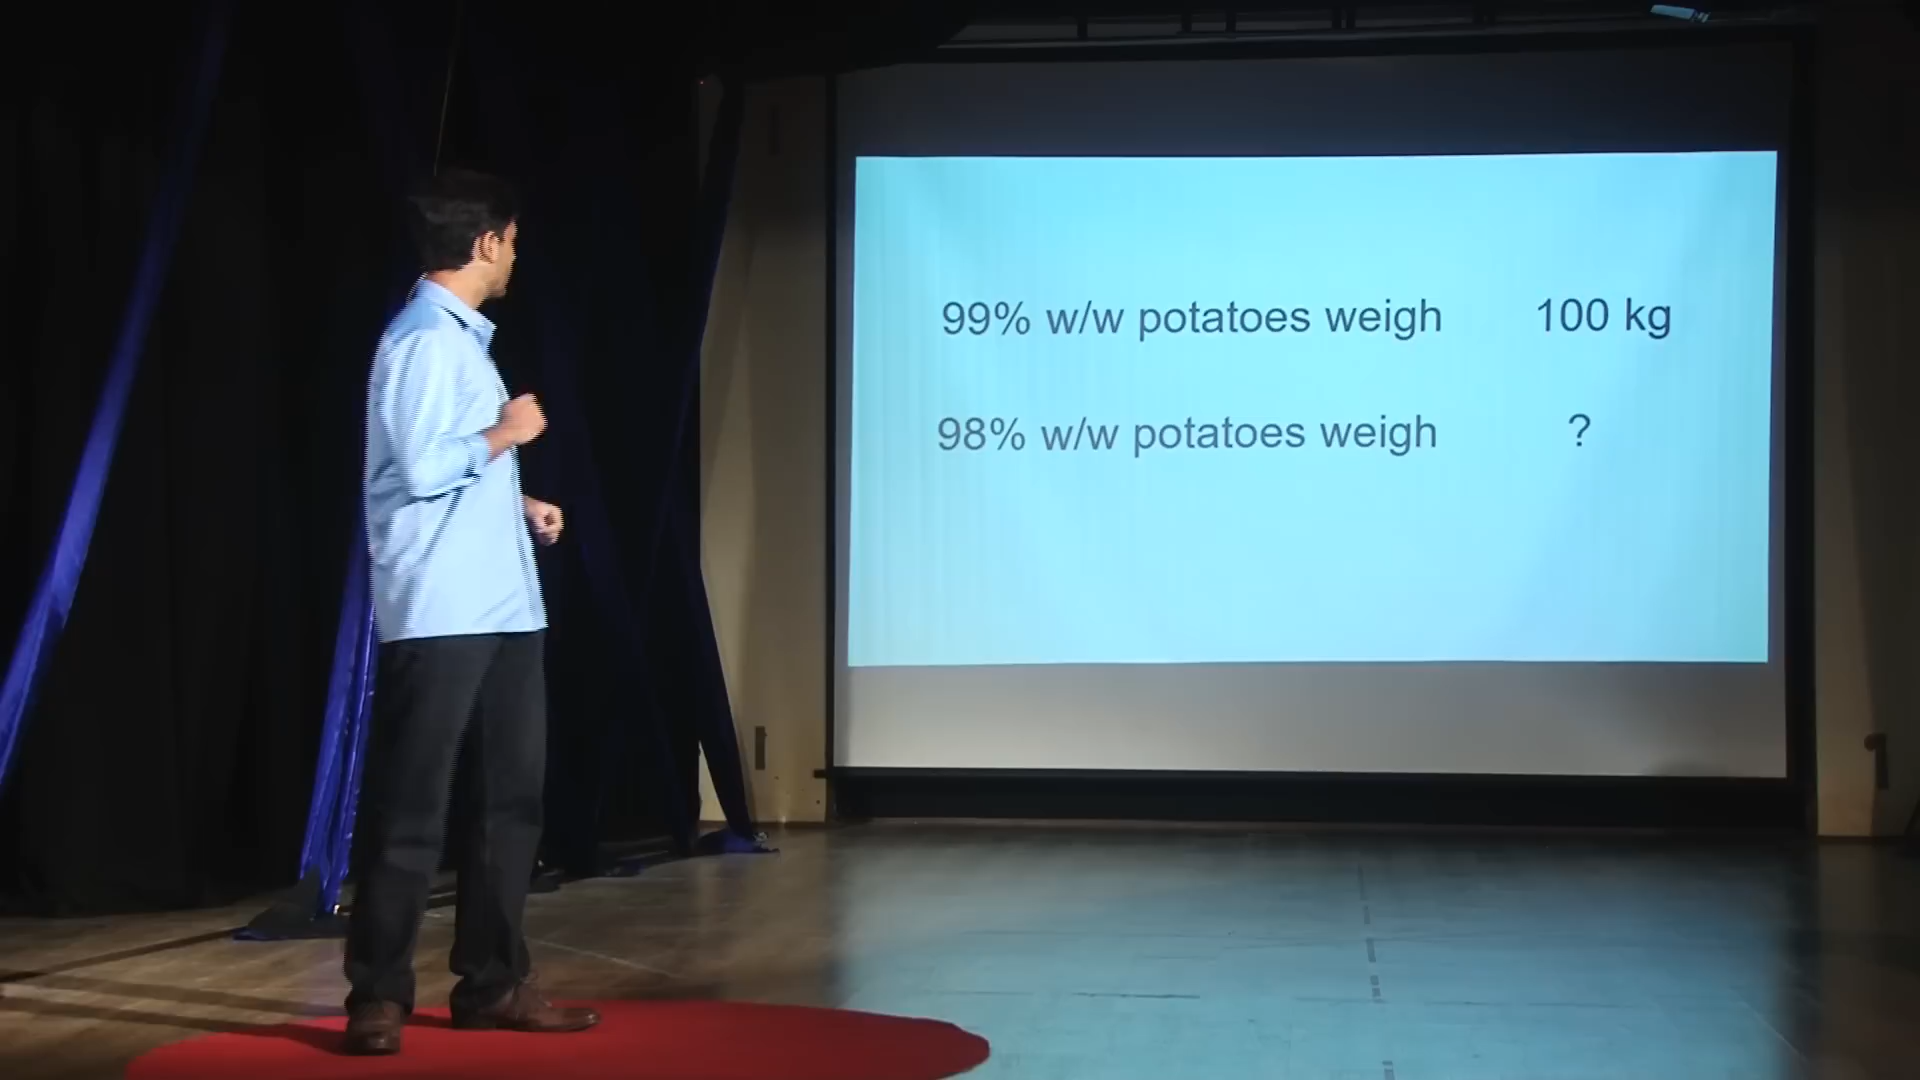 99% w/w potatoes weigh 100 kg
98% w/w potatoes weigh ?